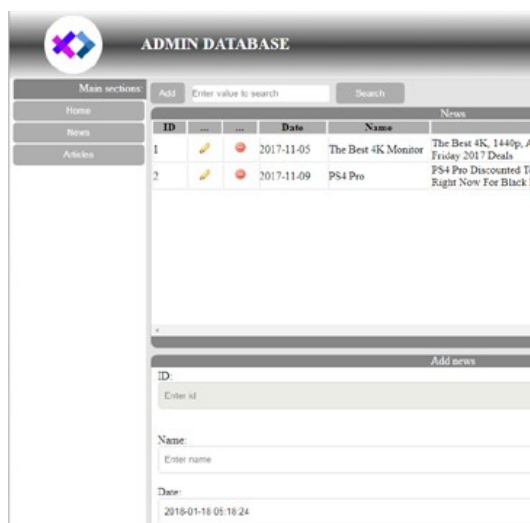 ADMIN DATABASE
Main sections:
Home
News
Articles
Add Enter value to search Search
News
ID ... ... Date Name
1 2017-11-05 The Best 4K Monitor The Best 4K, 1440p, A
Friday 2017 Deals
2 2017-11-09 PS4 Pro PS4 Pro Discounted T
Right Now For Black
Add news
ID:
Enter id
Name:
Enter name
Date:
2018-01-18 05:18:24